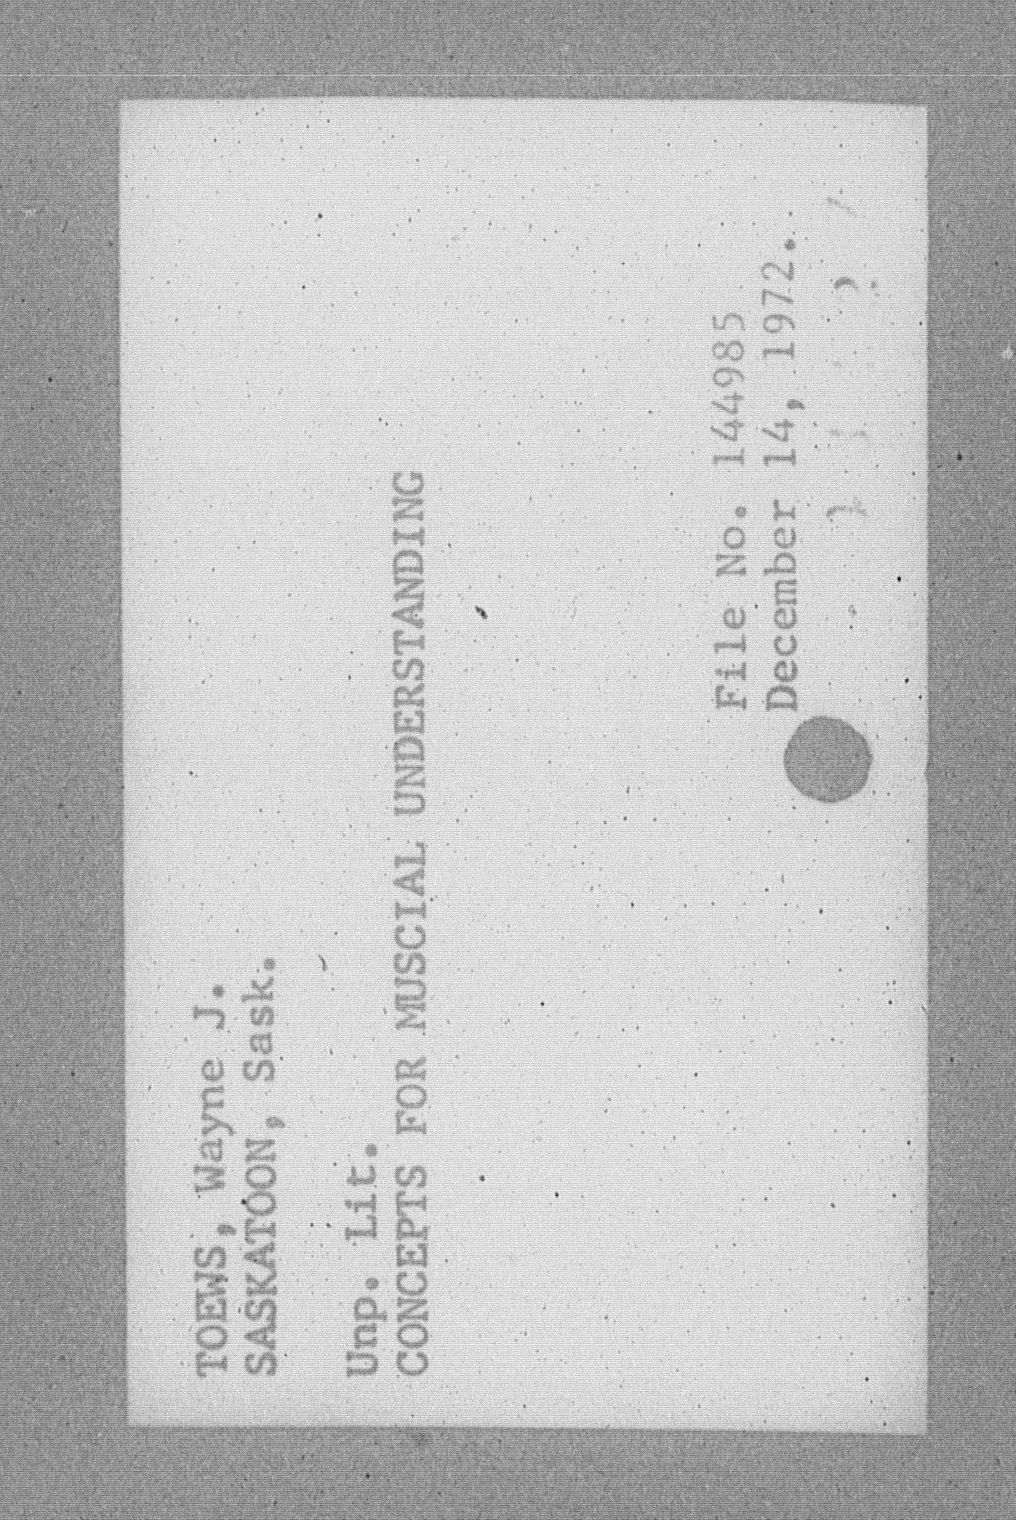 TOEWS, Wayne J.
SASKATOON, Sask.
Unp. Lit.
CONCEPTS FOR MUSCIAL UNDERSTANDING
File No. 144985
December 14, 1972.